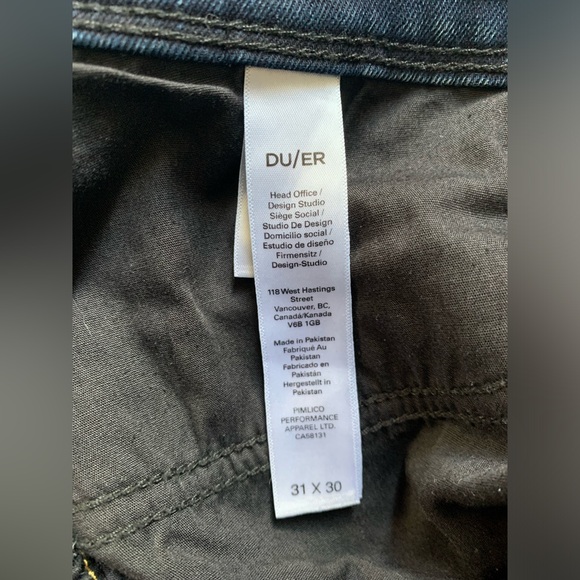 DU/ER
Head Office /
Design Studio
Siège Social /
Studio De Design
Domicilio social /
Estudio de diseño
Firmensitz /
Design-Studio
118 West Hastings
Street
Vancouver, BC,
Canada/Kanada
V6B 1GB
Made in Pakistan
Fabriqué Au
Pakistan
Fabricado en
Pakistán
Hergestellt in
Pakistan
PIMLICO
PERFORMANCE
APPAREL LTD.
CA58131
31 X 30